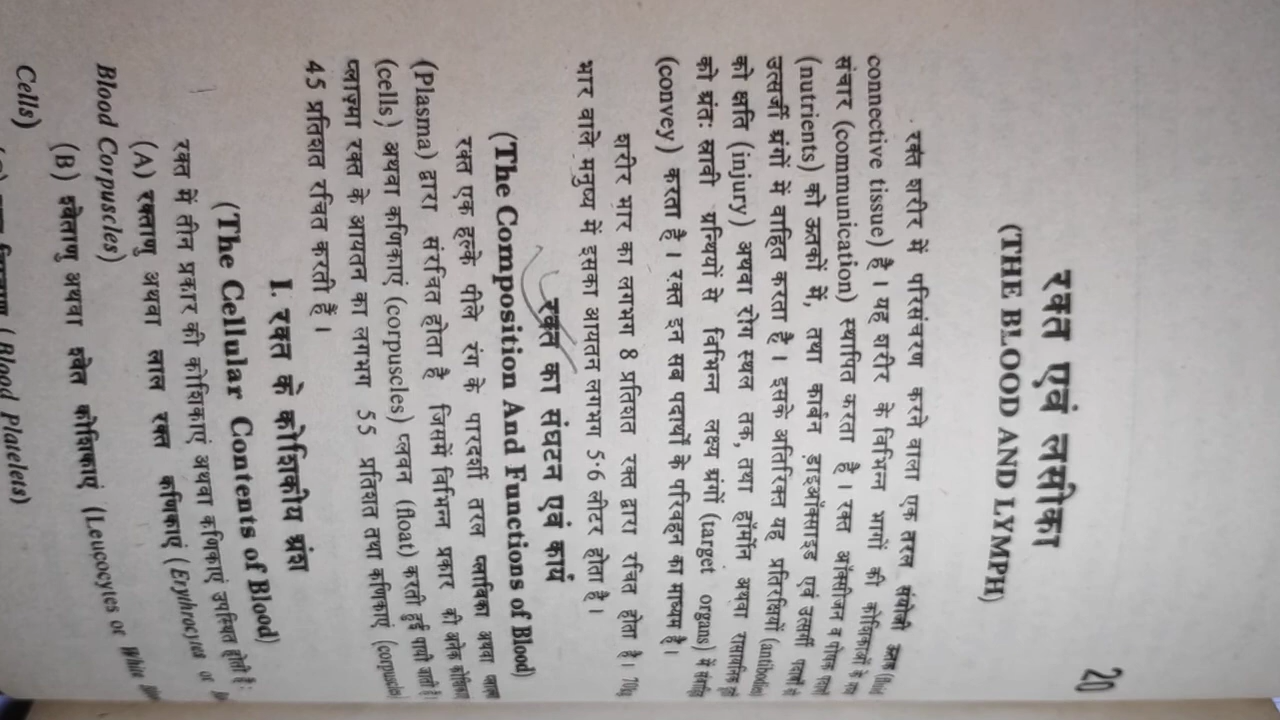 20
रक्त एवं लसीका
(THE BLOOD AND LYMPH)
रक्त शरीर में परिसंचरण करने वाला एक तरल संयोजी ऊतक
connective tissue) है। यह शरीर के विभिन्न भागों की कोशिकाओं के
संचार (communication) स्थापित करता है। रक्त ऑक्सीजन व पोषक
(nutrients) को ऊतकों में, तथा कार्बन डाइऑक्साइड एवं उत्सर्गी
उत्सर्जी अंगों से वाहित करता है। इसके अतिरिक्त यह प्रतिरक्षियों (antibodies
को क्षति (injury) अथवा रोग स्थल तक, तथा हॉर्मोन अथवा रासायनिक
को अंतः स्रावी ग्रन्थियों से विभिन्न लक्ष्य अंगों (target organs) में
(convey) करता है। रक्त इन सब पदार्थों के परिवहन का माध्यम है।
शरीर भार का लगभग 8 प्रतिशत रक्त द्वारा रचित होता है। 70kg
भार वाले मनुष्य में इसका आयतन लगभग 5·6 लीटर होता है।
रक्त का संघटन एवं कार्य
(The Composition And Functions of Blood)
रक्त एक हल्के पीले रंग के पारदर्शी तरल प्लाविका अथवा प्लाज़्मा
(Plasma) द्वारा संरचित होता है जिसमें विभिन्न प्रकार की अनेक
(cells) अथवा कणिकाएं (corpuscles) प्लवन (float) करती हुई पायी जाती हैं।
प्लाज़्मा रक्त के आयतन का लगभग 55 प्रतिशत तथा कणिकाएं (corpuscles)
45 प्रतिशत रचित करती हैं।
I. रक्त के कोशिकीय अंश
(The Cellular Contents of Blood)
रक्त में तीन प्रकार की कोशिकाएं अथवा कणिकाएं उपस्थित होती हैं:
(A) रक्ताणु अथवा लाल रक्त कणिकाएं (Erythrocytes or
Blood Corpuscles)
(B) श्वेताणु अथवा श्वेत कोशिकाएं (Leucocytes or White
Cells)
(Blood Platelets)